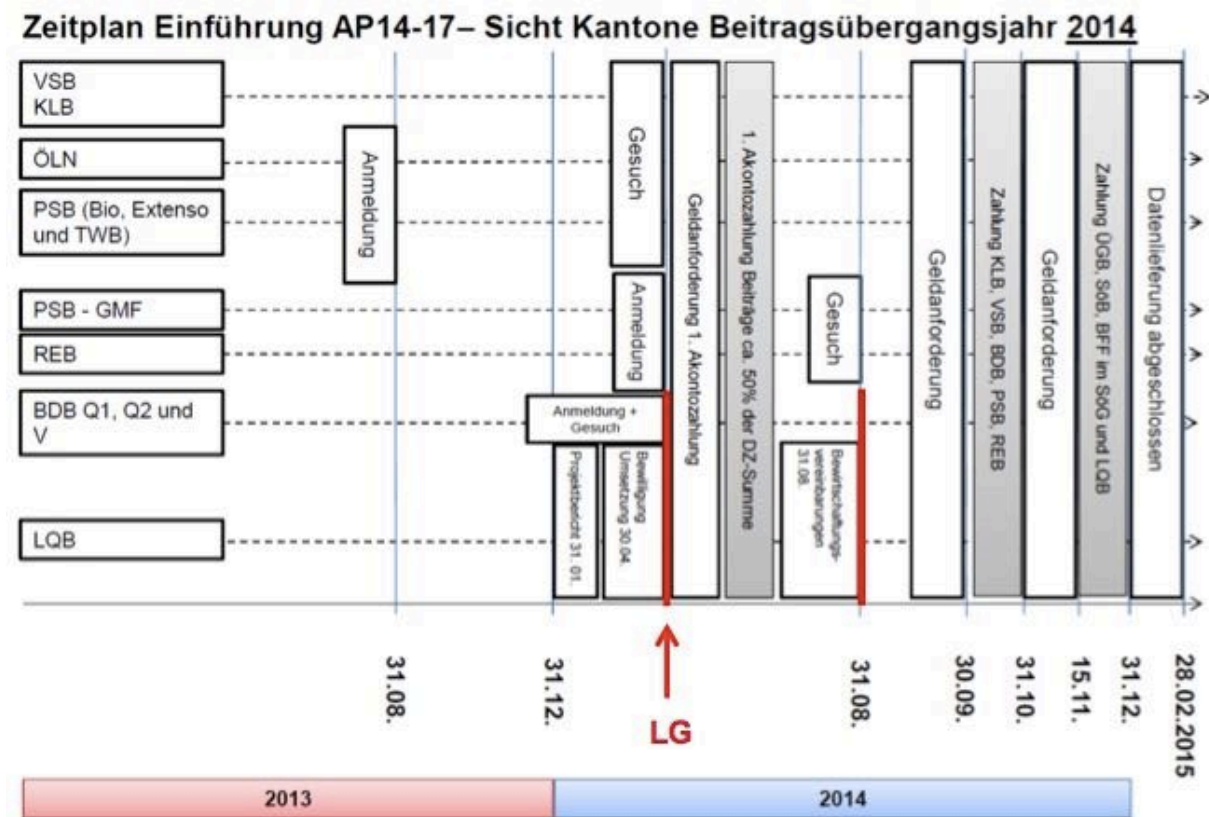 Zeitplan Einführung AP14-17– Sicht Kantone Beitragsübergangsjahr 2014
VSB
KLB
ÖLN
PSB (Bio, Extenso
und TWB)
PSB - GMF
REB
BDB Q1, Q2 und
V
LQB
Anmeldung
Gesuch
Anmeldung
Anmeldung +
Gesuch
Projektbericht 31. 01.
Bewilligung
Umsetzung 30.04.
Geldanforderung 1. Akontozahlung
1. Akontozahlung Beiträge ca. 50% der DZ-Summe
Gesuch
Bewirtschaftungs-
vereinbarungen
31.08.
Geldanforderung
Zahlung KLB, VSB, BDB, PSB, REB
Geldanforderung
Zahlung ÜGB, SöB, BFF im SöG und LQB
Datenlieferung abgeschlossen
31.08.
31.12.
LG
31.08.
30.09.
31.10.
15.11.
31.12.
28.02.2015
2013
2014